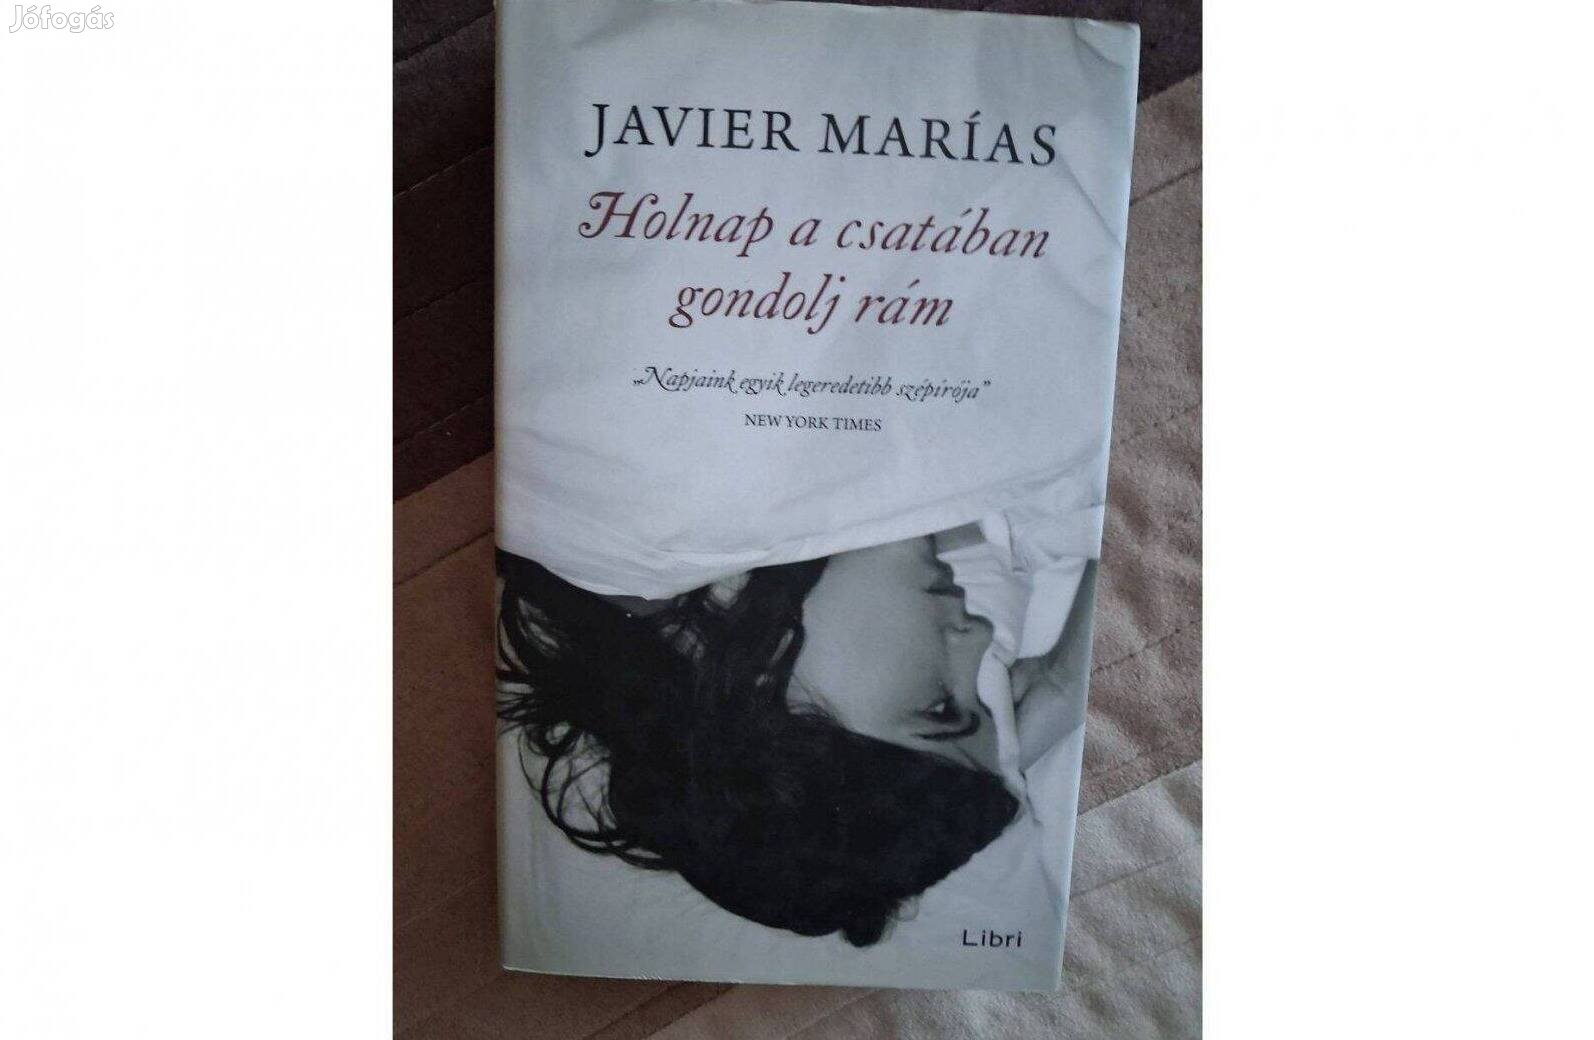 Jófogás
JAVIER MARÍAS
Holnap a csatában
gondolj rám
„Napjaink egyik legeredetibb szépírója”
NEW YORK TIMES
Libri